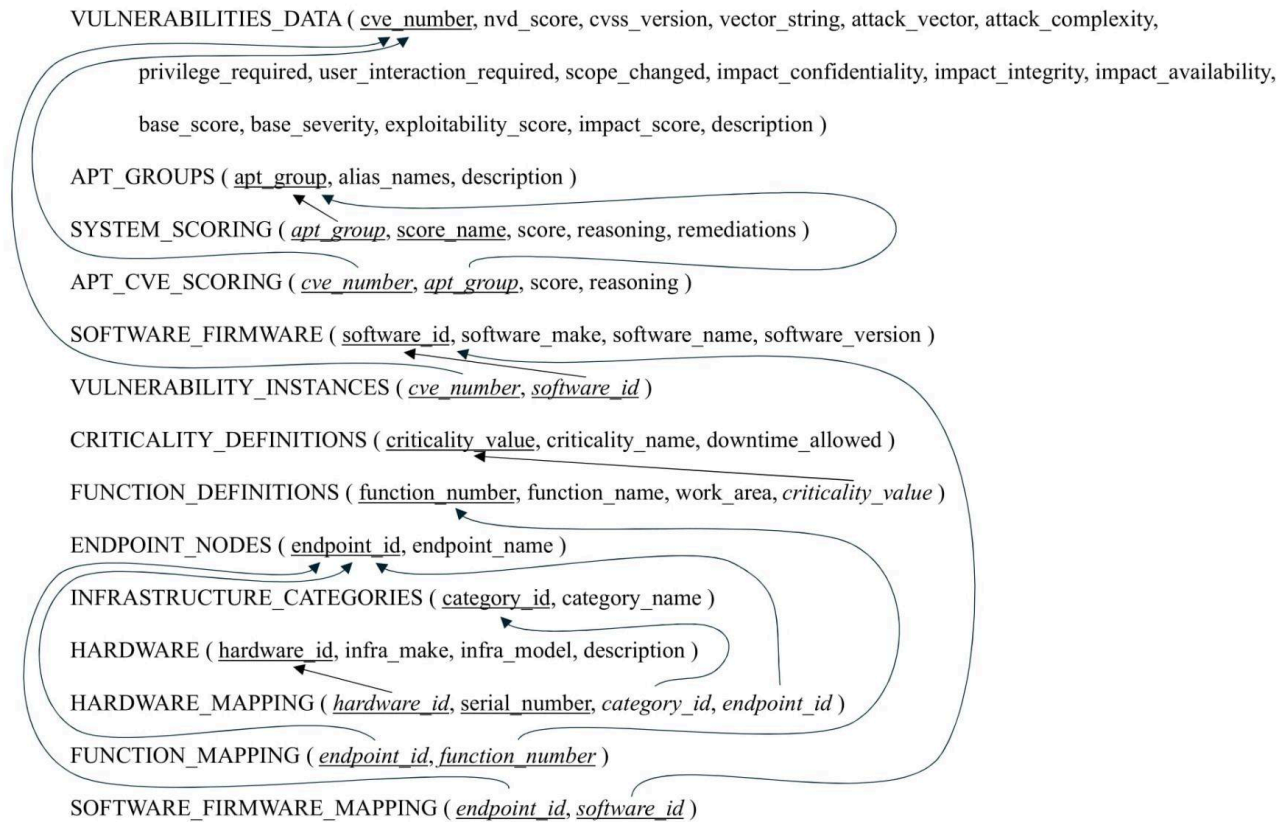 VULNERABILITIES_DATA ( cve_number, nvd_score, cvss_version, vector_string, attack_vector, attack_complexity,
privilege_required, user_interaction_required, scope_changed, impact_confidentiality, impact_integrity, impact_availability,
base_score, base_severity, exploitability_score, impact_score, description )
APT_GROUPS ( apt_group, alias_names, description )
SYSTEM_SCORING ( apt_group, score_name, score, reasoning, remediations )
APT_CVE_SCORING ( cve_number, apt_group, score, reasoning )
SOFTWARE_FIRMWARE ( software_id, software_make, software_name, software_version )
VULNERABILITY_INSTANCES ( cve_number, software_id )
CRITICALITY_DEFINITIONS ( criticality_value, criticality_name, downtime_allowed )
FUNCTION_DEFINITIONS ( function_number, function_name, work_area, criticality_value )
ENDPOINT_NODES ( endpoint_id, endpoint_name )
INFRASTRUCTURE_CATEGORIES ( category_id, category_name )
HARDWARE ( hardware_id, infra_make, infra_model, description )
HARDWARE_MAPPING ( hardware_id, serial_number, category_id, endpoint_id )
FUNCTION_MAPPING ( endpoint_id, function_number )
SOFTWARE_FIRMWARE_MAPPING ( endpoint_id, software_id )